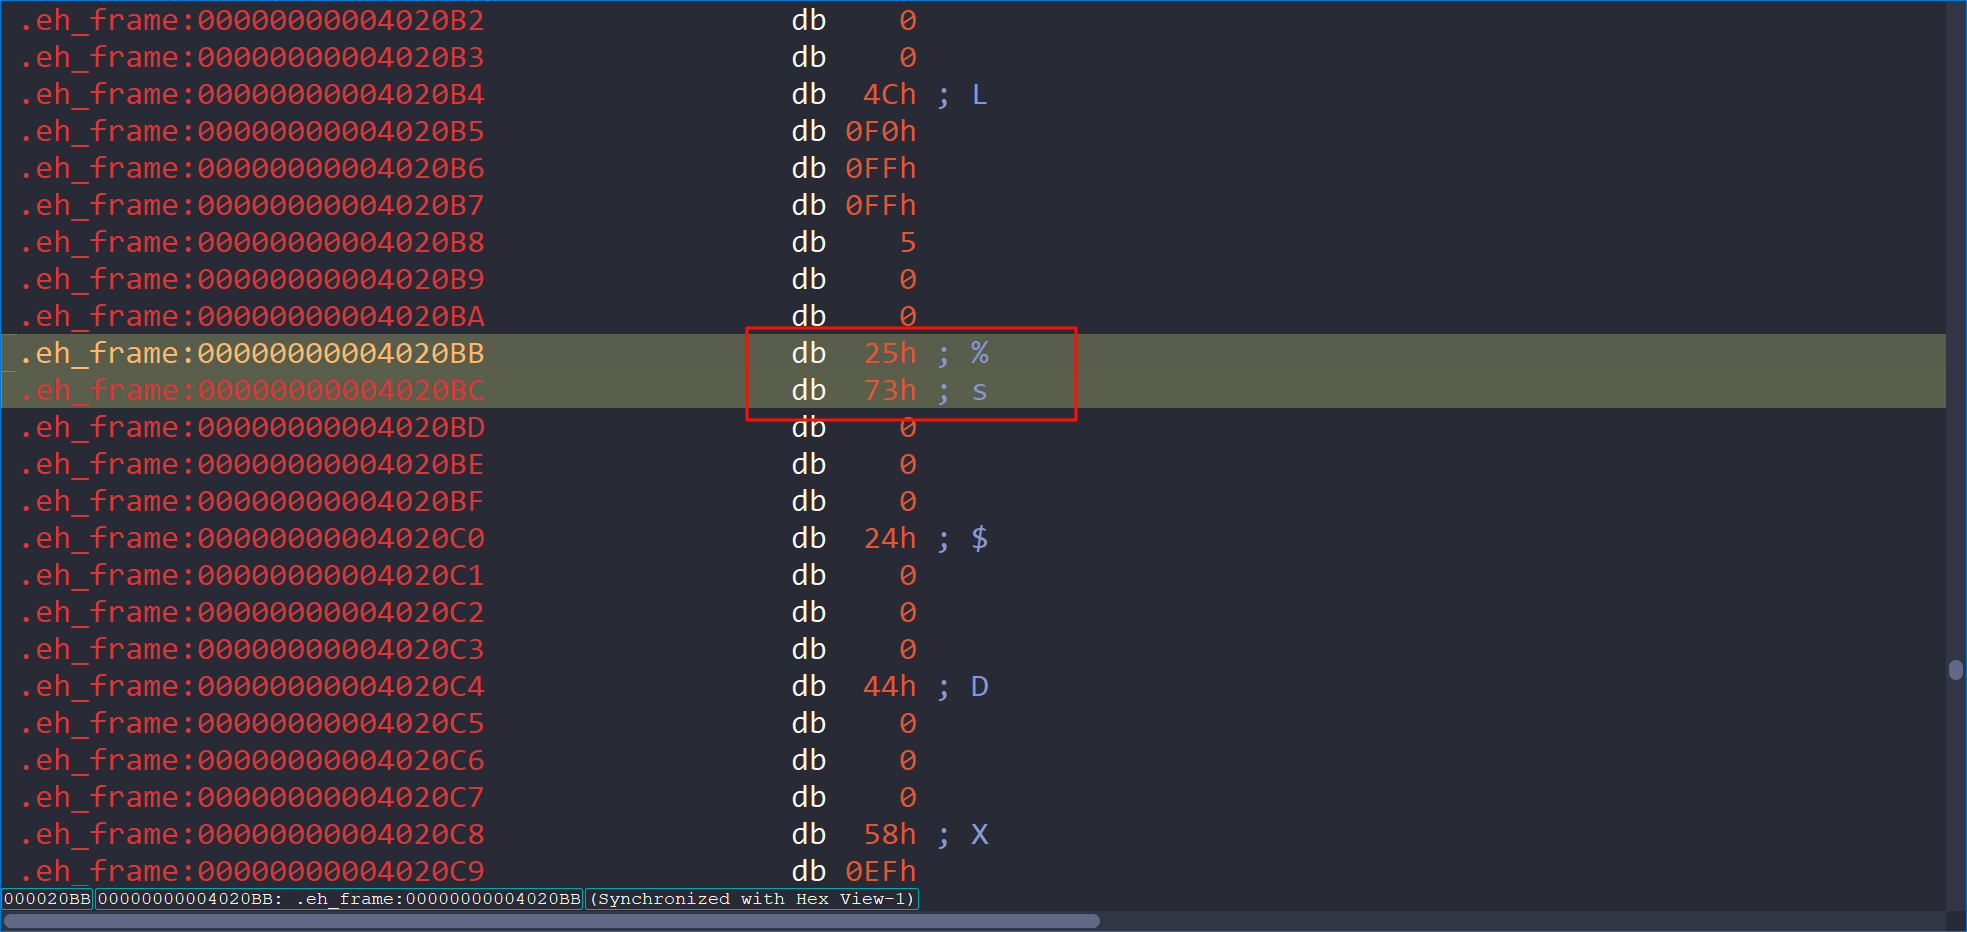 .eh_frame:00000000004020B2 db 0
.eh_frame:00000000004020B3 db 0
.eh_frame:00000000004020B4 db 4Ch ; L
.eh_frame:00000000004020B5 db 0F0h
.eh_frame:00000000004020B6 db 0FFh
.eh_frame:00000000004020B7 db 0FFh
.eh_frame:00000000004020B8 db 5
.eh_frame:00000000004020B9 db 0
.eh_frame:00000000004020BA db 0
.eh_frame:00000000004020BB db 25h ; %
.eh_frame:00000000004020BC db 73h ; s
.eh_frame:00000000004020BD db 0
.eh_frame:00000000004020BE db 0
.eh_frame:00000000004020BF db 0
.eh_frame:00000000004020C0 db 24h ; $
.eh_frame:00000000004020C1 db 0
.eh_frame:00000000004020C2 db 0
.eh_frame:00000000004020C3 db 0
.eh_frame:00000000004020C4 db 44h ; D
.eh_frame:00000000004020C5 db 0
.eh_frame:00000000004020C6 db 0
.eh_frame:00000000004020C7 db 0
.eh_frame:00000000004020C8 db 58h ; X
.eh_frame:00000000004020C9 db 0EFh
000020BB 00000000004020BB: .eh_frame:00000000004020BB (Synchronized with Hex View-1)